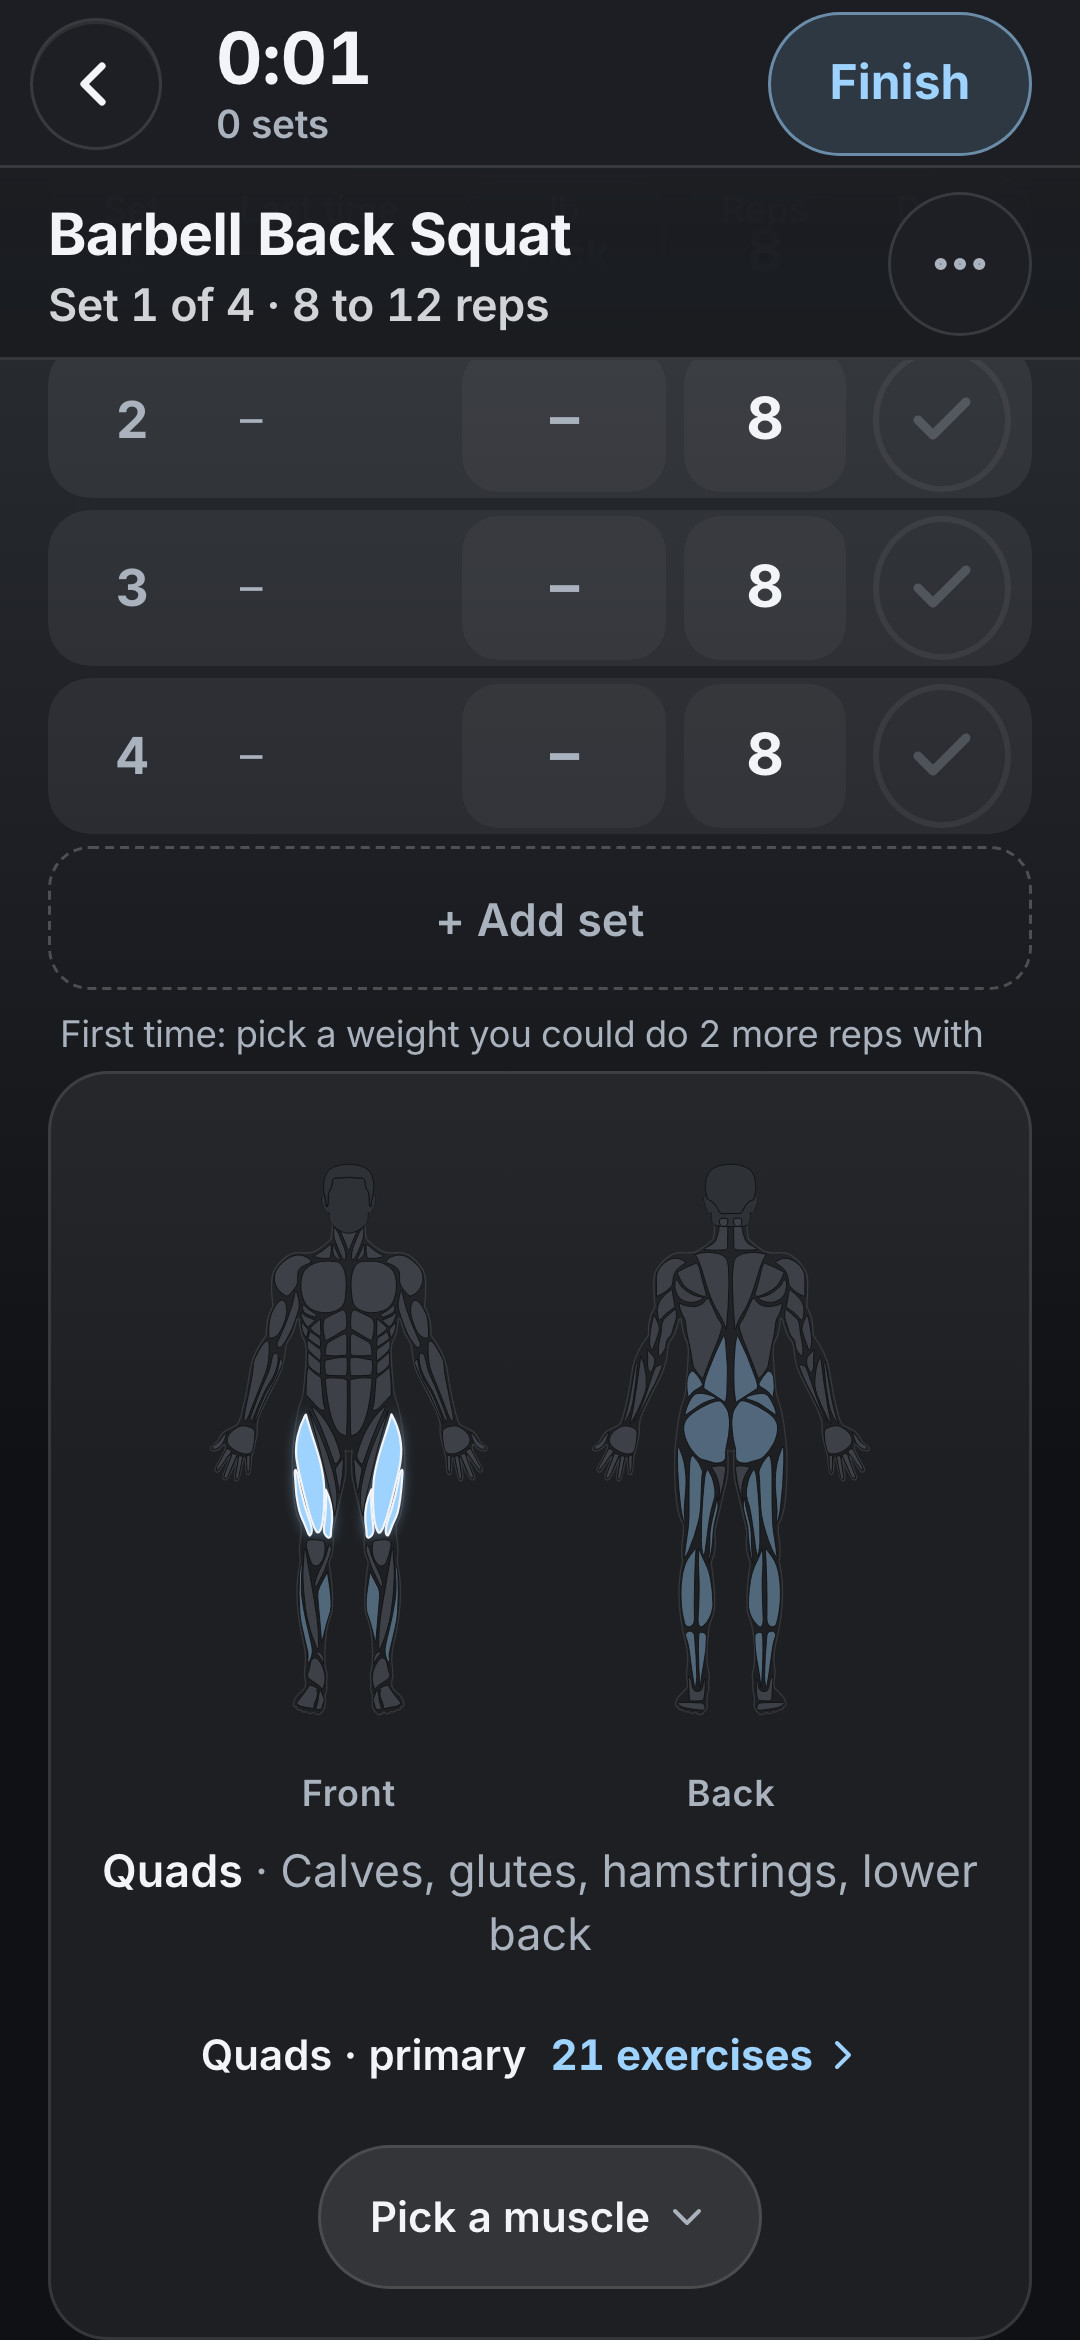 0:01
0 sets
Finish
Barbell Back Squat
Set 1 of 4 · 8 to 12 reps
2 – – 8
3 – – 8
4 – – 8
+ Add set
First time: pick a weight you could do 2 more reps with
Front
Back
Quads · Calves, glutes, hamstrings, lower
back
Quads · primary 21 exercises
Pick a muscle